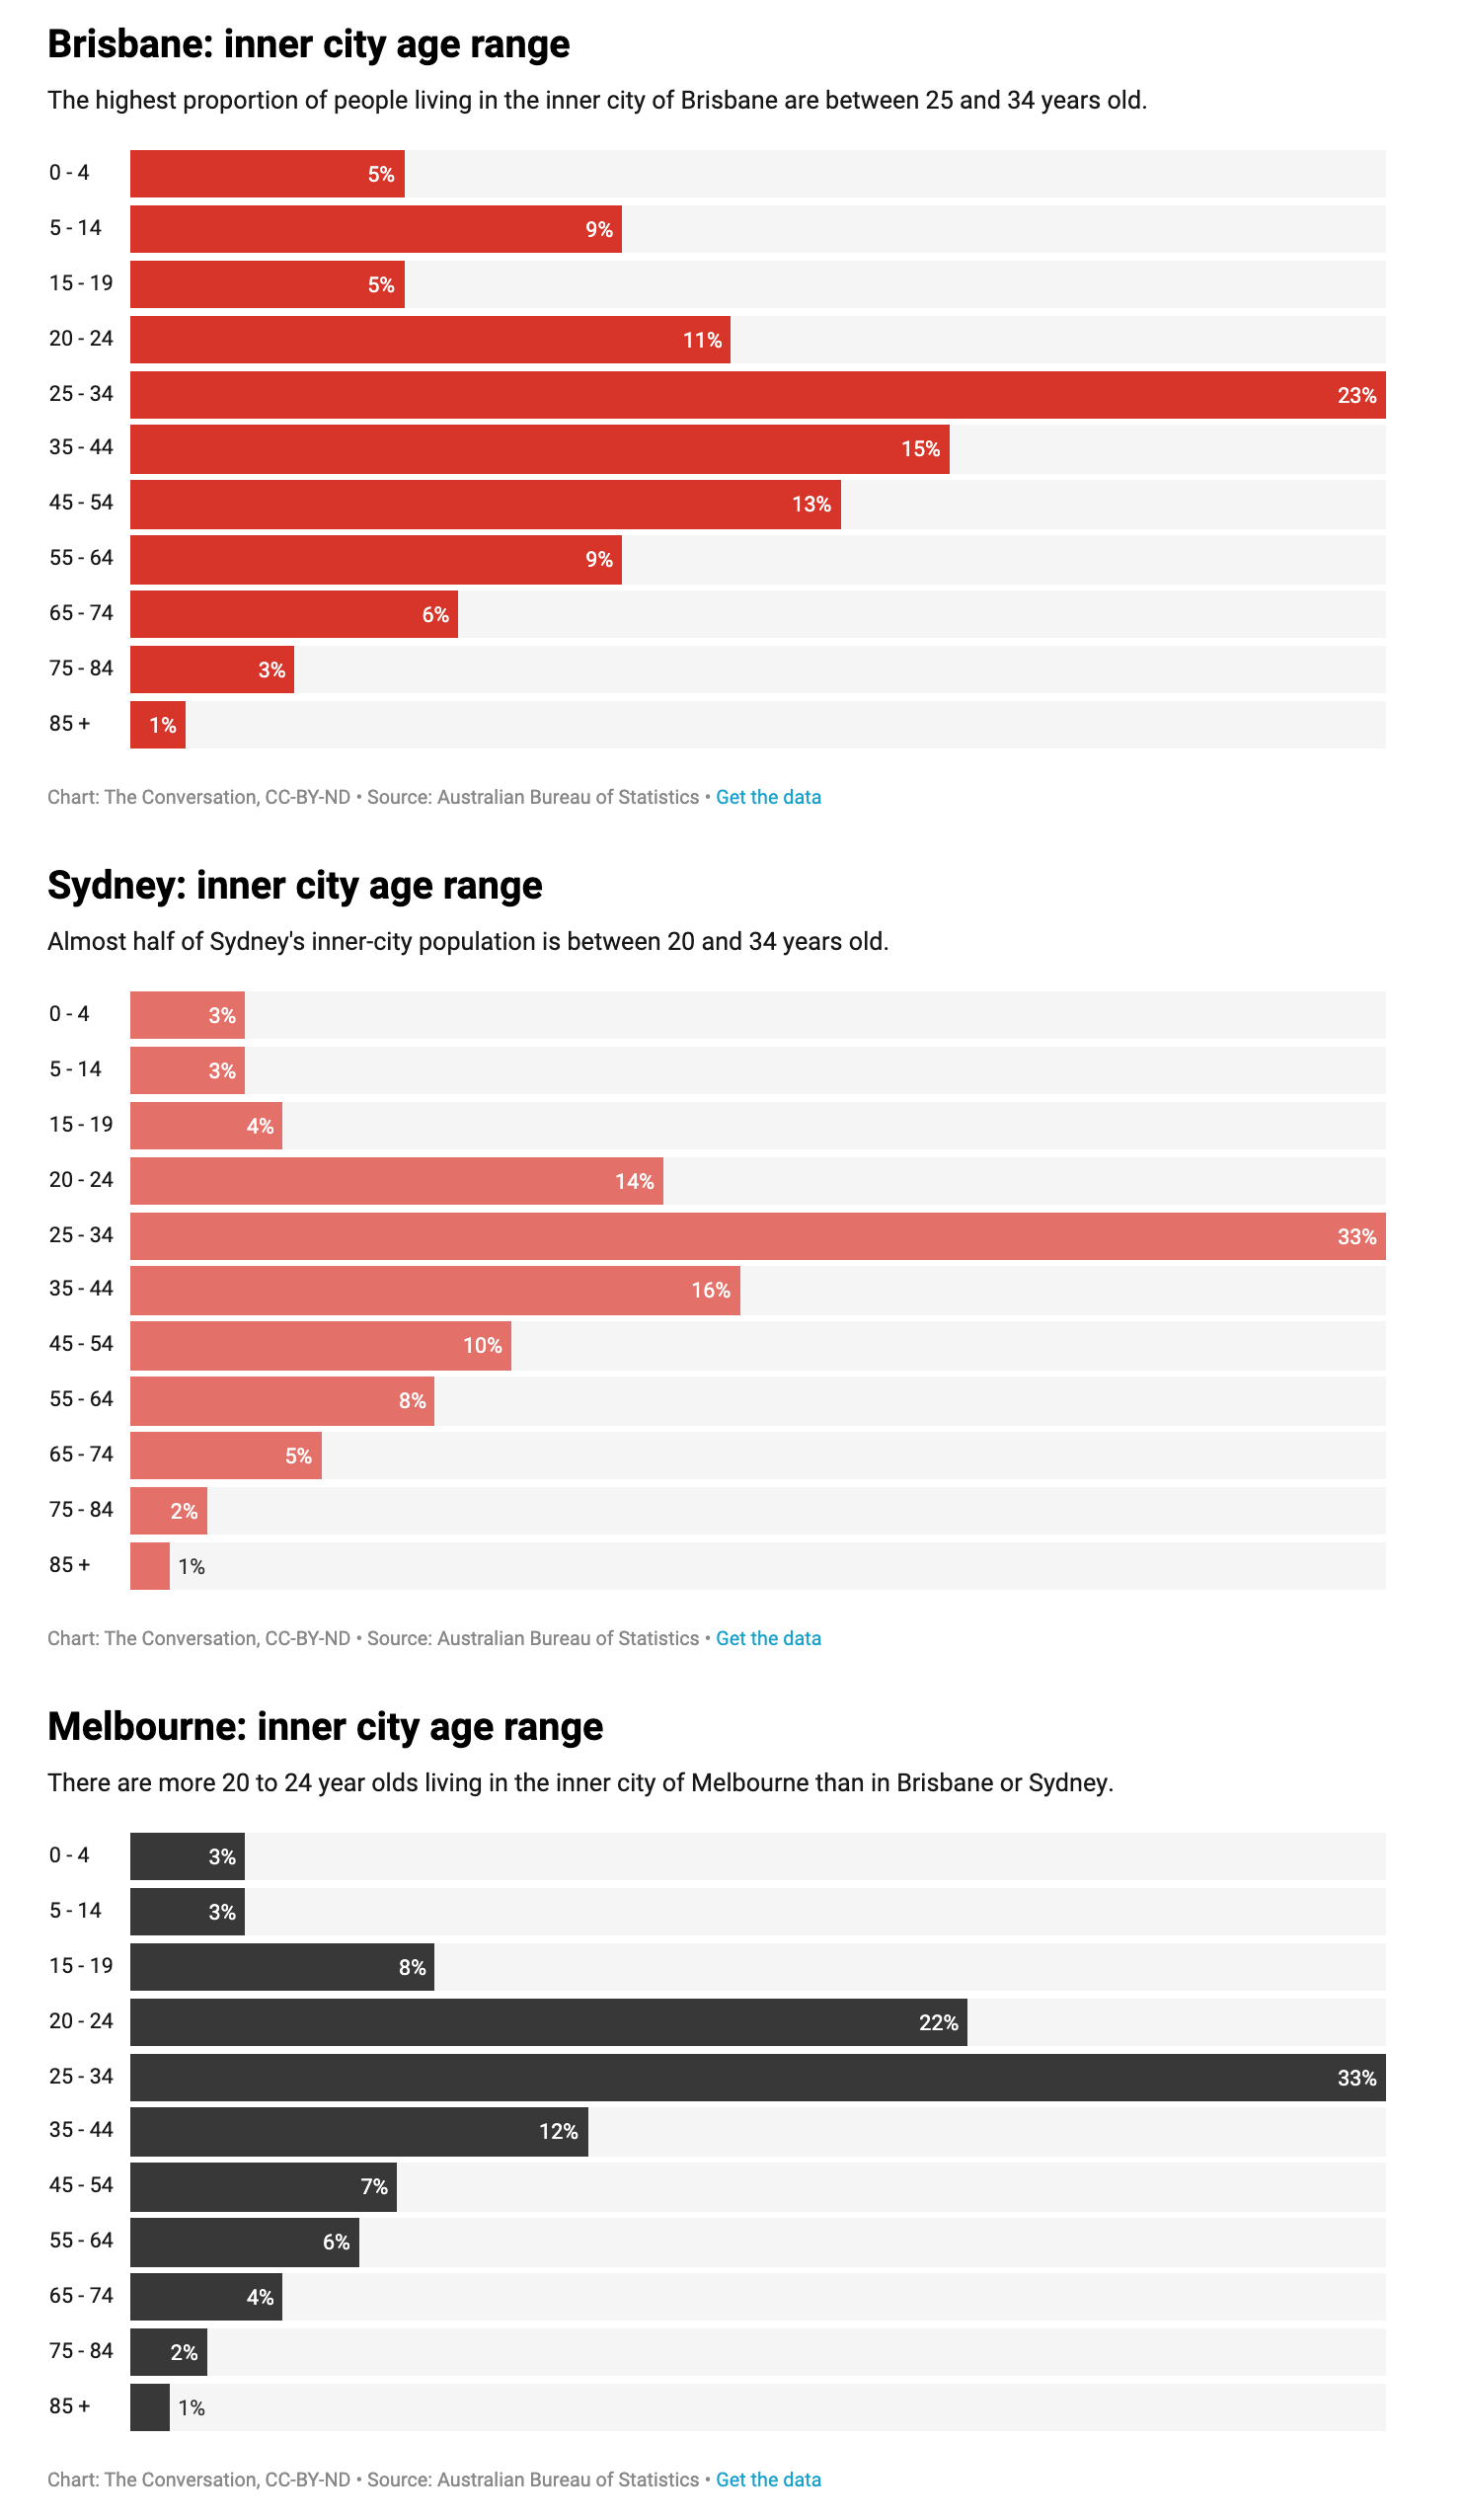 Brisbane: inner city age range
The highest proportion of people living in the inner city of Brisbane are between 25 and 34 years old.
0 - 4 5%
5 - 14 9%
15 - 19 5%
20 - 24 11%
25 - 34 23%
35 - 44 15%
45 - 54 13%
55 - 64 9%
65 - 74 6%
75 - 84 3%
85 + 1%
Chart: The Conversation, CC-BY-ND • Source: Australian Bureau of Statistics • Get the data
Sydney: inner city age range
Almost half of Sydney's inner-city population is between 20 and 34 years old.
0 - 4 3%
5 - 14 3%
15 - 19 4%
20 - 24 14%
25 - 34 33%
35 - 44 16%
45 - 54 10%
55 - 64 8%
65 - 74 5%
75 - 84 2%
85 + 1%
Chart: The Conversation, CC-BY-ND • Source: Australian Bureau of Statistics • Get the data
Melbourne: inner city age range
There are more 20 to 24 year olds living in the inner city of Melbourne than in Brisbane or Sydney.
0 - 4 3%
5 - 14 3%
15 - 19 8%
20 - 24 22%
25 - 34 33%
35 - 44 12%
45 - 54 7%
55 - 64 6%
65 - 74 4%
75 - 84 2%
85 + 1%
Chart: The Conversation, CC-BY-ND • Source: Australian Bureau of Statistics • Get the data